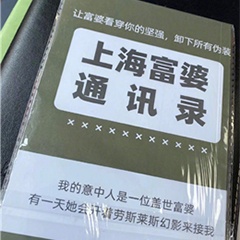 让富婆看穿你的坚强，卸下所有伪装
上海富婆
通讯录
我的意中人是一位盖世富婆
有一天她会开着劳斯莱斯幻影来接我